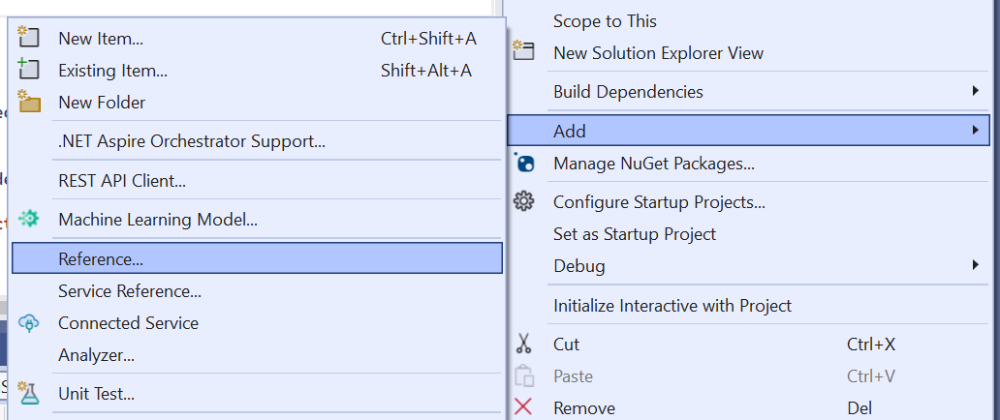 New Item... Ctrl+Shift+A
Existing Item... Shift+Alt+A
New Folder
.NET Aspire Orchestrator Support...
REST API Client...
Machine Learning Model...
Reference...
Service Reference...
Connected Service
Analyzer...
Unit Test...
Scope to This
New Solution Explorer View
Build Dependencies
Add
Manage NuGet Packages...
Configure Startup Projects...
Set as Startup Project
Debug
Initialize Interactive with Project
Cut Ctrl+X
Paste Ctrl+V
Remove Del